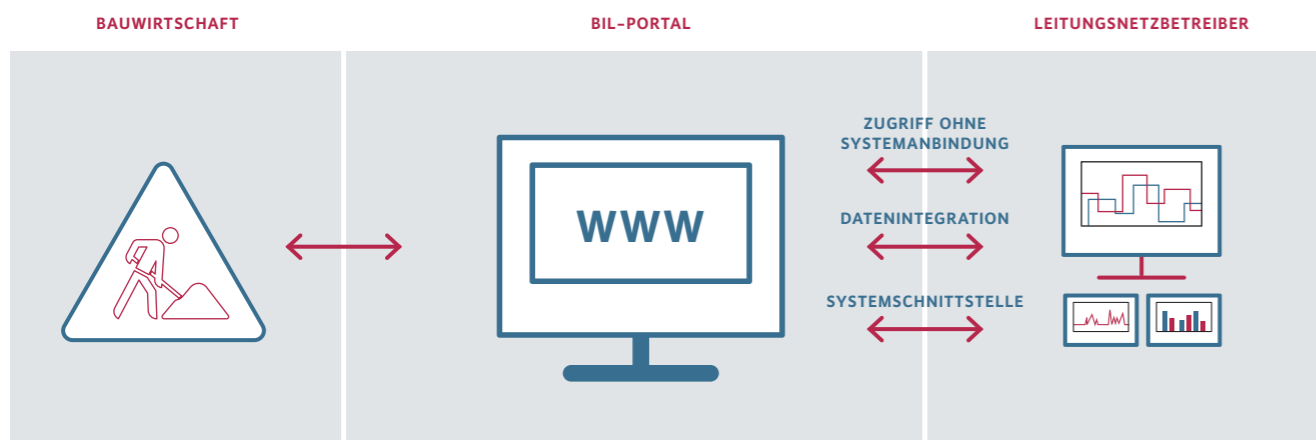 BAUWIRTSCHAFT
BIL-PORTAL
LEITUNGSNETZBETREIBER
ZUGRIFF OHNE
SYSTEMANBINDUNG
WWW
DATENINTEGRATION
SYSTEMSCHNITTSTELLE